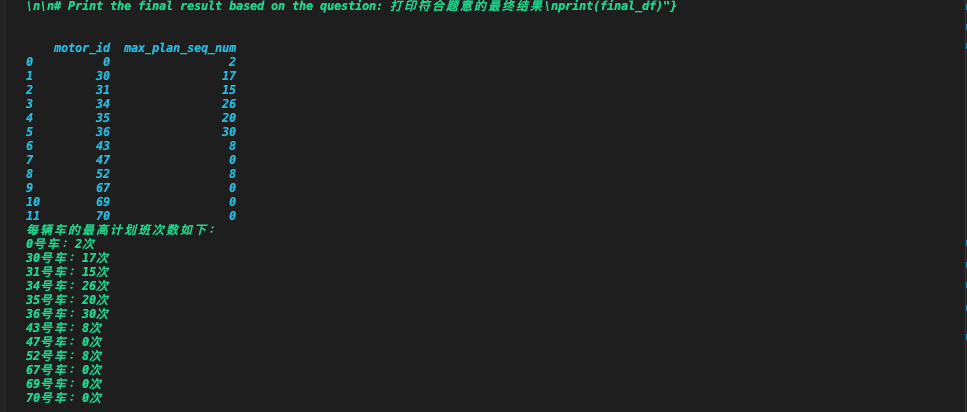 \n\n# Print the final result based on the question: 打印符合题意的最终结果\nprint(final_df)"}
motor_id max_plan_seq_num
0 0 2
1 30 17
2 31 15
3 34 26
4 35 20
5 36 30
6 43 8
7 47 0
8 52 8
9 67 0
10 69 0
11 70 0
每辆车的最高计划班次数如下：
0号车：2次
30号车：17次
31号车：15次
34号车：26次
35号车：20次
36号车：30次
43号车：8次
47号车：0次
52号车：8次
67号车：0次
69号车：0次
70号车：0次